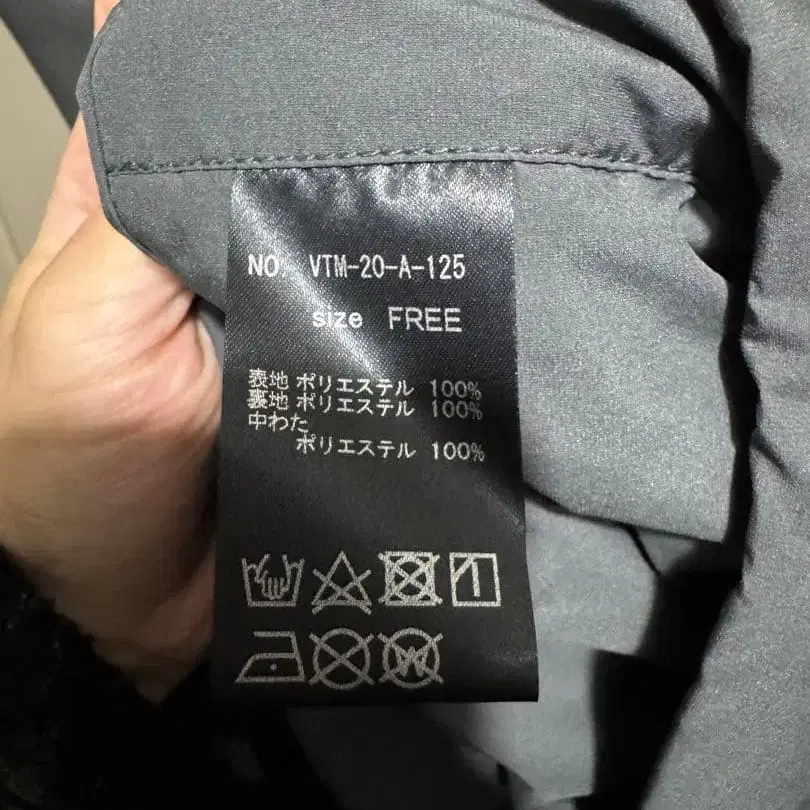 NO. VTM-20-A-125
size FREE
表地 ポリエステル 100%
裏地 ポリエステル 100%
中わた
ポリエステル 100%